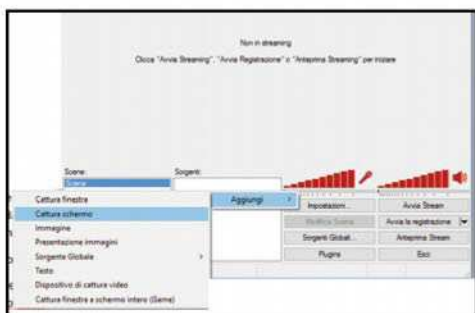 Non in streaming
Clicca "Avvia Streaming", "Avvia Registrazione" o "Anteprima Streaming" per iniziare
Scene:
Sorgenti:
Scena
Aggiungi
Cattura finestra
Cattura schermo
Immagine
Presentazione immagini
Sorgente Globale
Testo
Dispositivo di cattura video
Cattura finestra a schermo intero (Game)
Impostazioni...
Avvia Stream
Modifica Scena
Avvia la registrazione
Sorgenti Globali...
Anteprima Stream
Plugins
Esci